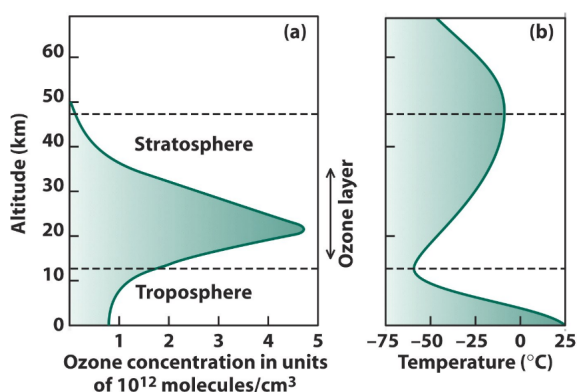 (a)
(b)
60
50
40
30
20
10
0
Altitude (km)
Stratosphere
Troposphere
Ozone layer
1
2
3
4
5
Ozone concentration in units
of 10¹² molecules/cm³
−75
−50
−25
0
25
Temperature (°C)